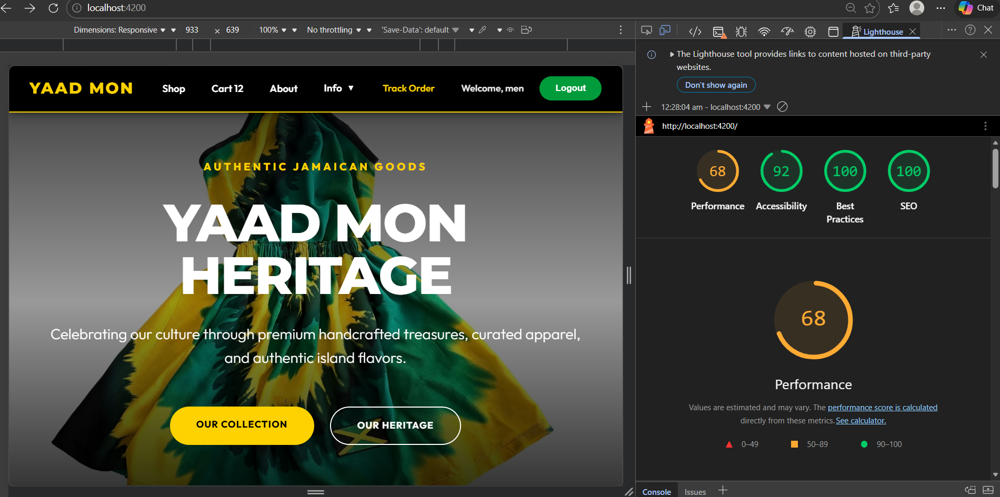 localhost:4200
Chat
Dimensions: Responsive 933 × 639 100% No throttling 'Save-Data': default
Lighthouse
The Lighthouse tool provides links to content hosted on third-party
websites.
Don't show again
12:28:04 am - localhost:4200
http://localhost:4200/
YAAD MON Shop Cart 12 About Info ▼ Track Order Welcome, men Logout
AUTHENTIC JAMAICAN GOODS
YAAD MON
HERITAGE
Celebrating our culture through premium handcrafted treasures, curated apparel,
and authentic island flavors.
OUR COLLECTION
OUR HERITAGE
68 92 100 100
Performance Accessibility Best
Practices SEO
68
Performance
Values are estimated and may vary. The performance score is calculated
directly from these metrics. See calculator.
0–49 50–89 90–100
Console Issues